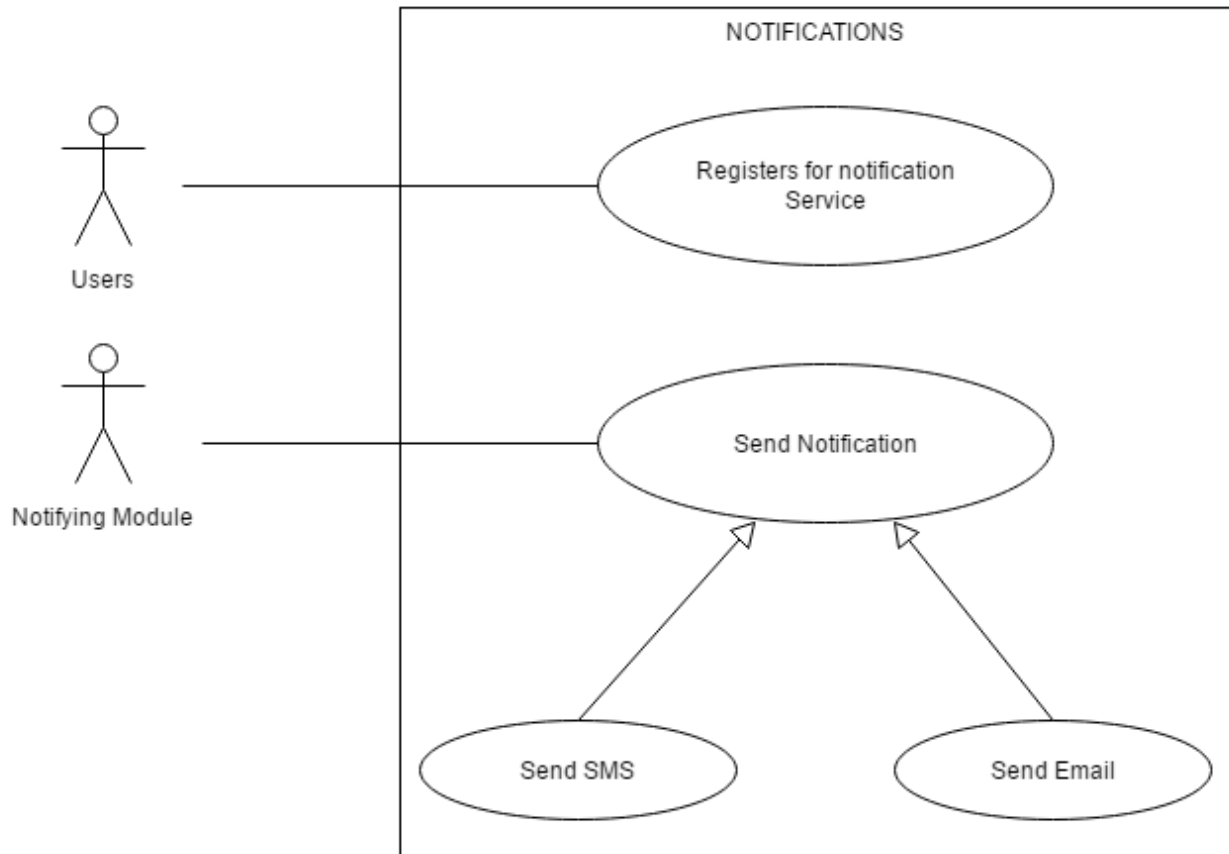 NOTIFICATIONS
Registers for notification
Service
Users
Send Notification
Notifying Module
Send SMS
Send Email